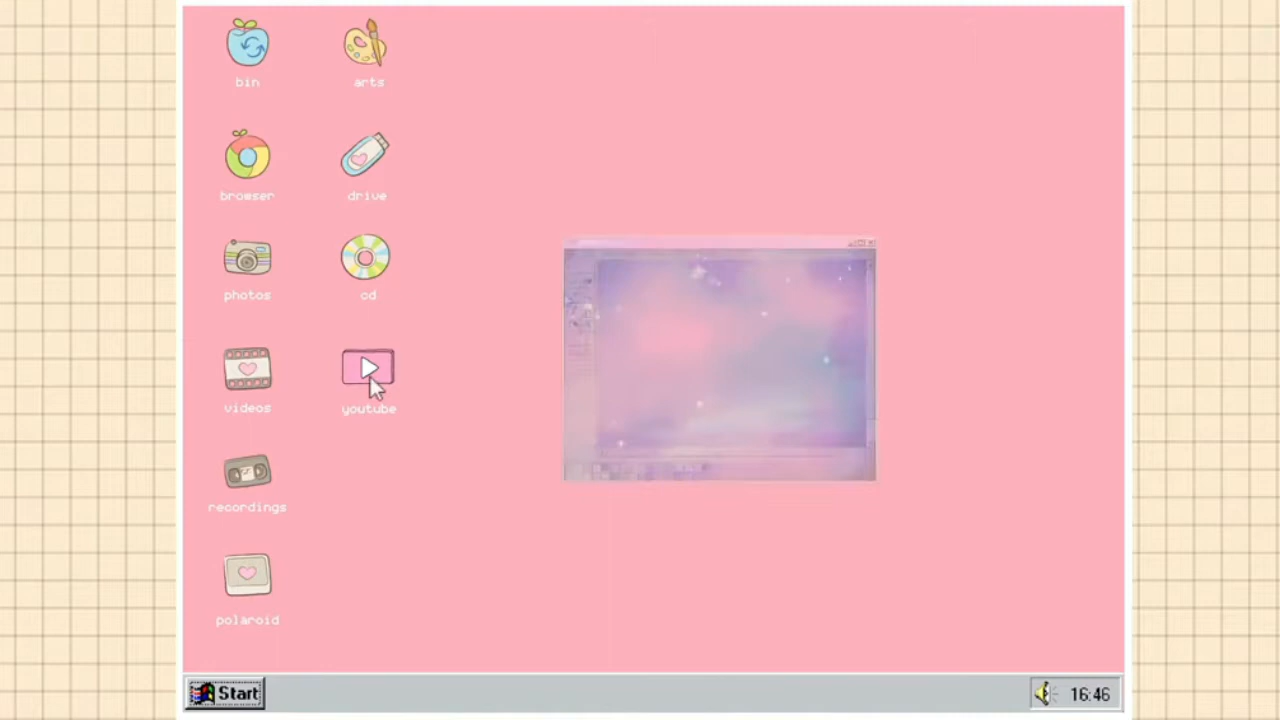 bin
arts
browser
drive
photos
cd
videos
youtube
recordings
polaroid
Start
16:46